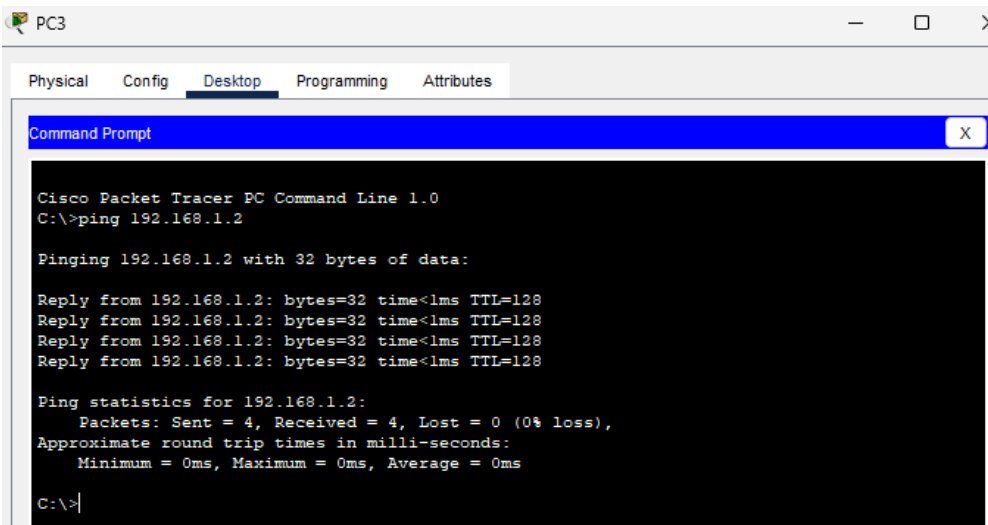 PC3
Physical Config Desktop Programming Attributes
Command Prompt
X
Cisco Packet Tracer PC Command Line 1.0
C:\>ping 192.168.1.2
Pinging 192.168.1.2 with 32 bytes of data:
Reply from 192.168.1.2: bytes=32 time<1ms TTL=128
Reply from 192.168.1.2: bytes=32 time<1ms TTL=128
Reply from 192.168.1.2: bytes=32 time<1ms TTL=128
Reply from 192.168.1.2: bytes=32 time<1ms TTL=128
Ping statistics for 192.168.1.2:
Packets: Sent = 4, Received = 4, Lost = 0 (0% loss),
Approximate round trip times in milli-seconds:
Minimum = 0ms, Maximum = 0ms, Average = 0ms
C:\>